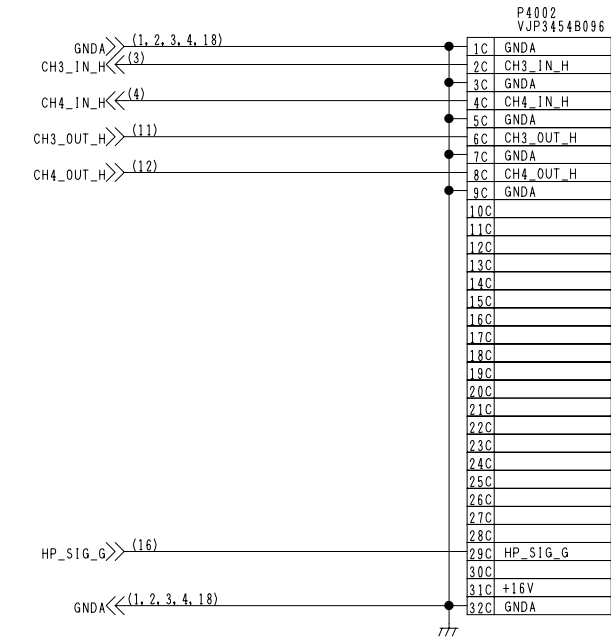 P4002
VJP3454B096
GNDA (1, 2, 3, 4, 18) 1C GNDA
CH3_IN_H (3) 2C CH3_IN_H
3C GNDA
CH4_IN_H (4) 4C CH4_IN_H
5C GNDA
CH3_OUT_H (11) 6C CH3_OUT_H
7C GNDA
CH4_OUT_H (12) 8C CH4_OUT_H
9C GNDA
10C
11C
12C
13C
14C
15C
16C
17C
18C
19C
20C
21C
22C
23C
24C
25C
26C
27C
28C
HP_SIG_G (16) 29C HP_SIG_G
30C
31C +16V
GNDA (1, 2, 3, 4, 18) 32C GNDA